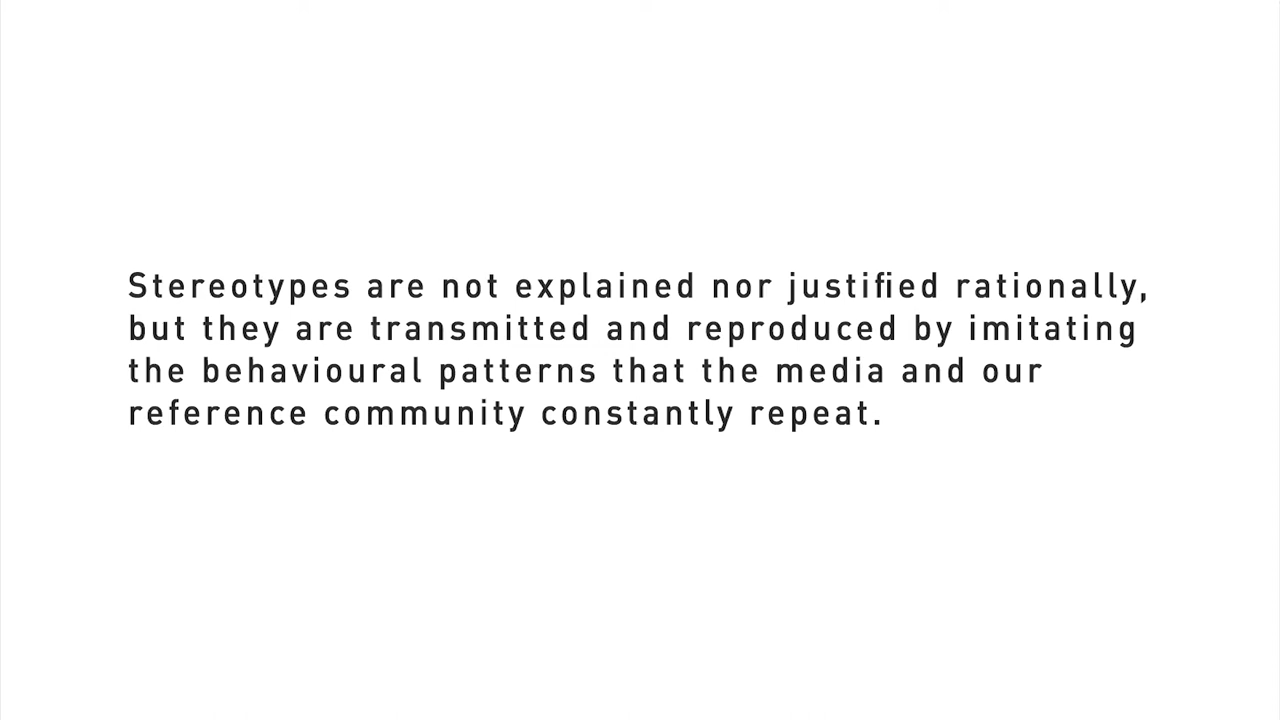 Stereotypes are not explained nor justified rationally,
but they are transmitted and reproduced by imitating
the behavioural patterns that the media and our
reference community constantly repeat.